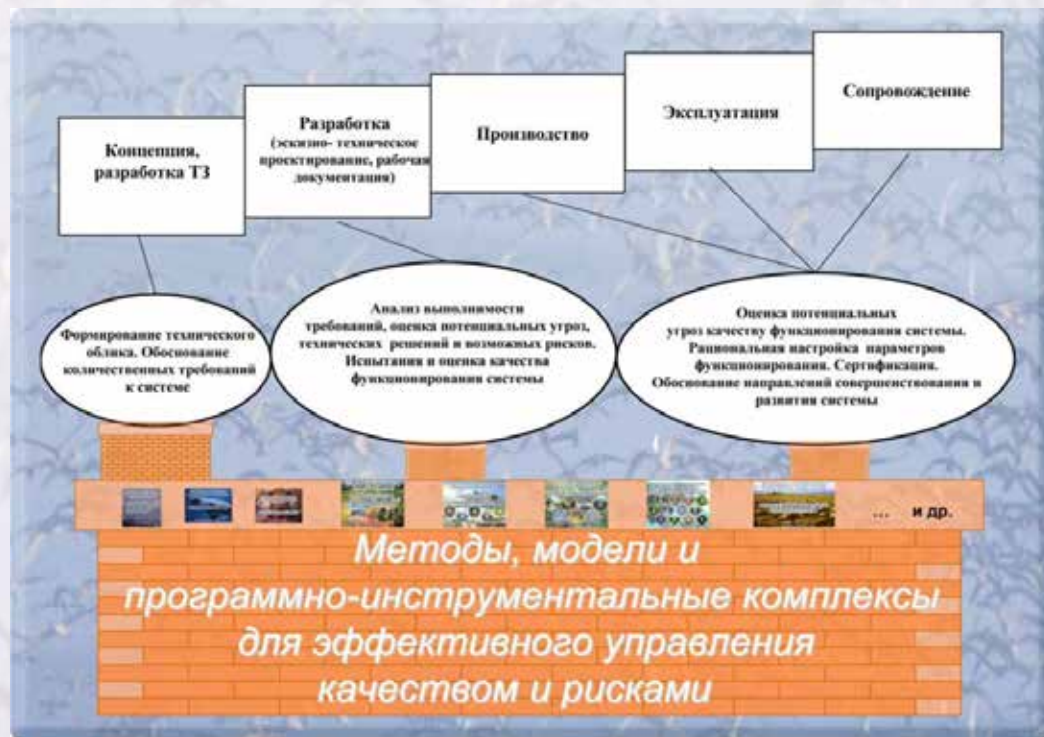 Концепция,
разработка ТЗ
Разработка
(эскизно- техническое
проектирование, рабочая
документация)
Производство
Эксплуатация
Сопровождение
Формирование технического
облика. Обоснование
количественных требований
к системе
Анализ выполнимости
требований, оценка потенциальных угроз,
технических решений и возможных рисков.
Испытания и оценка качества
функционирования системы
Оценка потенциальных
угроз качеству функционирования системы.
Рациональная настройка параметров
функционирования. Сертификация.
Обоснование направлений совершенствования и
развития системы
... и др.
Методы, модели и
программно-инструментальные комплексы
для эффективного управления
качеством и рисками